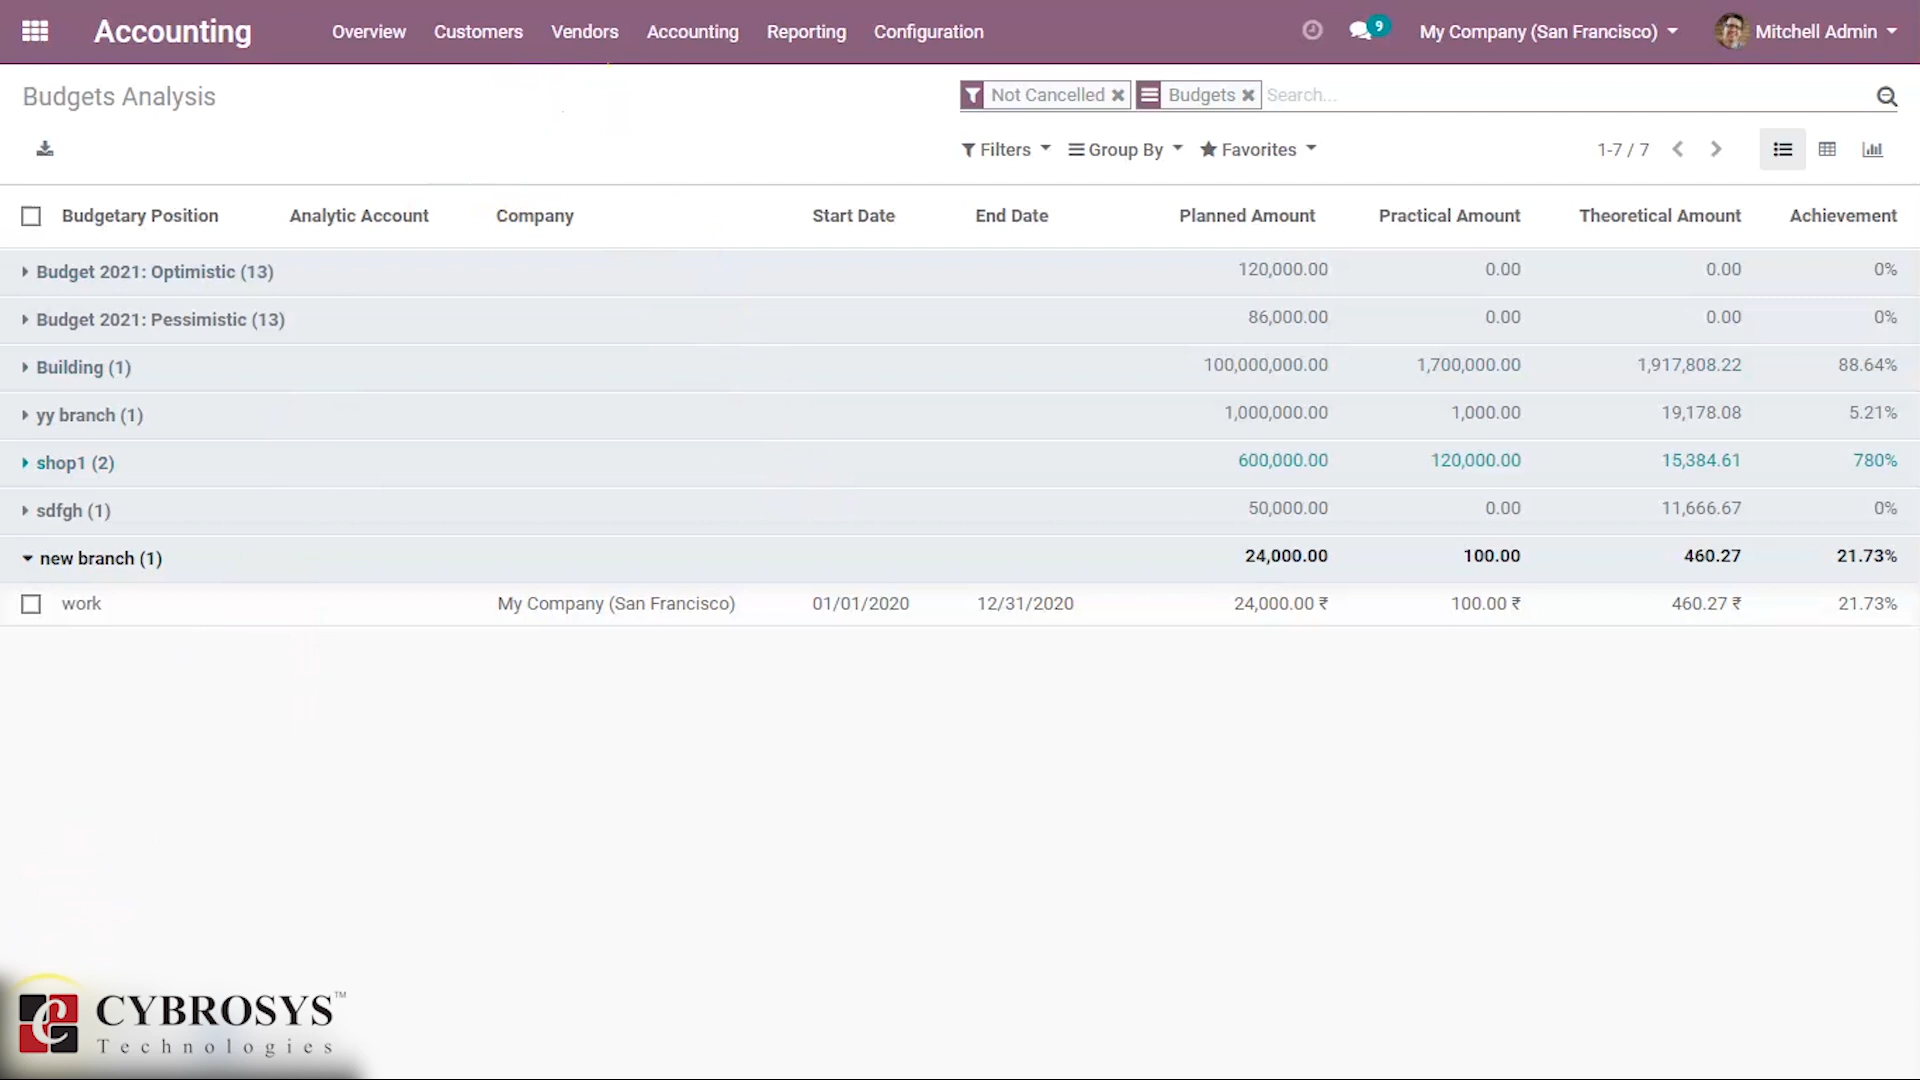 Accounting Overview Customers Vendors Accounting Reporting Configuration 9 My Company (San Francisco) Mitchell Admin
Budgets Analysis Not Cancelled Budgets Search...
Filters Group By Favorites 1-7 / 7
Budgetary Position Analytic Account Company Start Date End Date Planned Amount Practical Amount Theoretical Amount Achievement
Budget 2021: Optimistic (13) 120,000.00 0.00 0.00 0%
Budget 2021: Pessimistic (13) 86,000.00 0.00 0.00 0%
Building (1) 100,000,000.00 1,700,000.00 1,917,808.22 88.64%
yy branch (1) 1,000,000.00 1,000.00 19,178.08 5.21%
shop1 (2) 600,000.00 120,000.00 15,384.61 780%
sdfgh (1) 50,000.00 0.00 11,666.67 0%
new branch (1) 24,000.00 100.00 460.27 21.73%
work My Company (San Francisco) 01/01/2020 12/31/2020 24,000.00 ₹ 100.00 ₹ 460.27 ₹ 21.73%
CYBROSYS™
Technologies